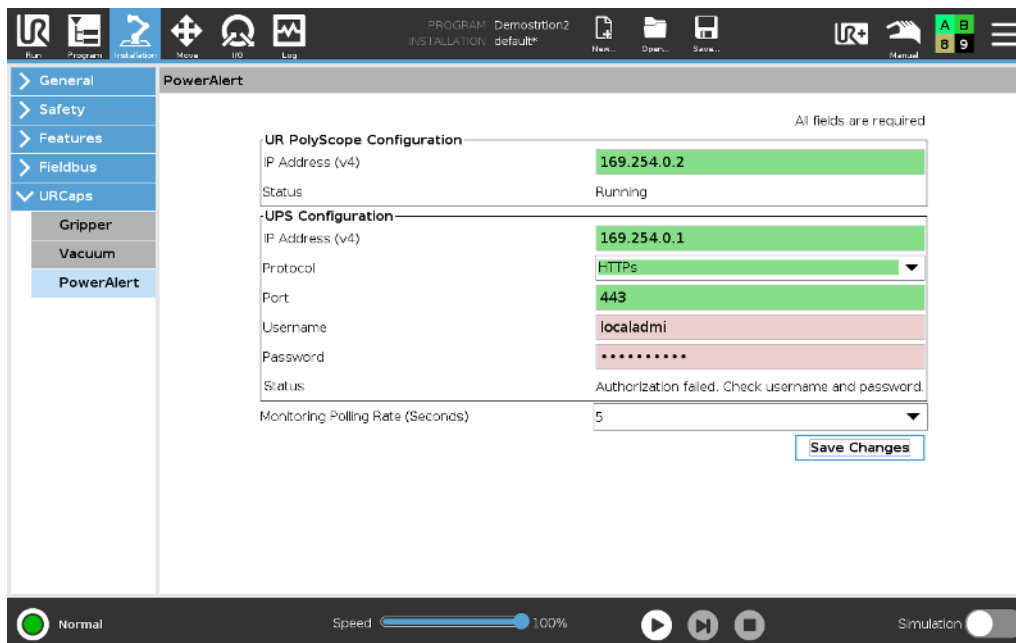 PROGRAM Demostrtion2
INSTALLATION default*
UR
Run
Program
Installation
Move
I/O
Log
New...
Open...
Save...
UR+
Manual
A B
8 9
General
Safety
Features
Fieldbus
URCaps
Gripper
Vacuum
PowerAlert
PowerAlert
All fields are required
UR PolyScope Configuration
IP Address (v4) 169.254.0.2
Status Running
UPS Configuration
IP Address (v4) 169.254.0.1
Protocol HTTPs
Port 443
Username localadmi
Password ••••••••••
Status Authorization failed. Check username and password.
Monitoring Polling Rate (Seconds) 5
Save Changes
Normal
Speed 100%
Simulation